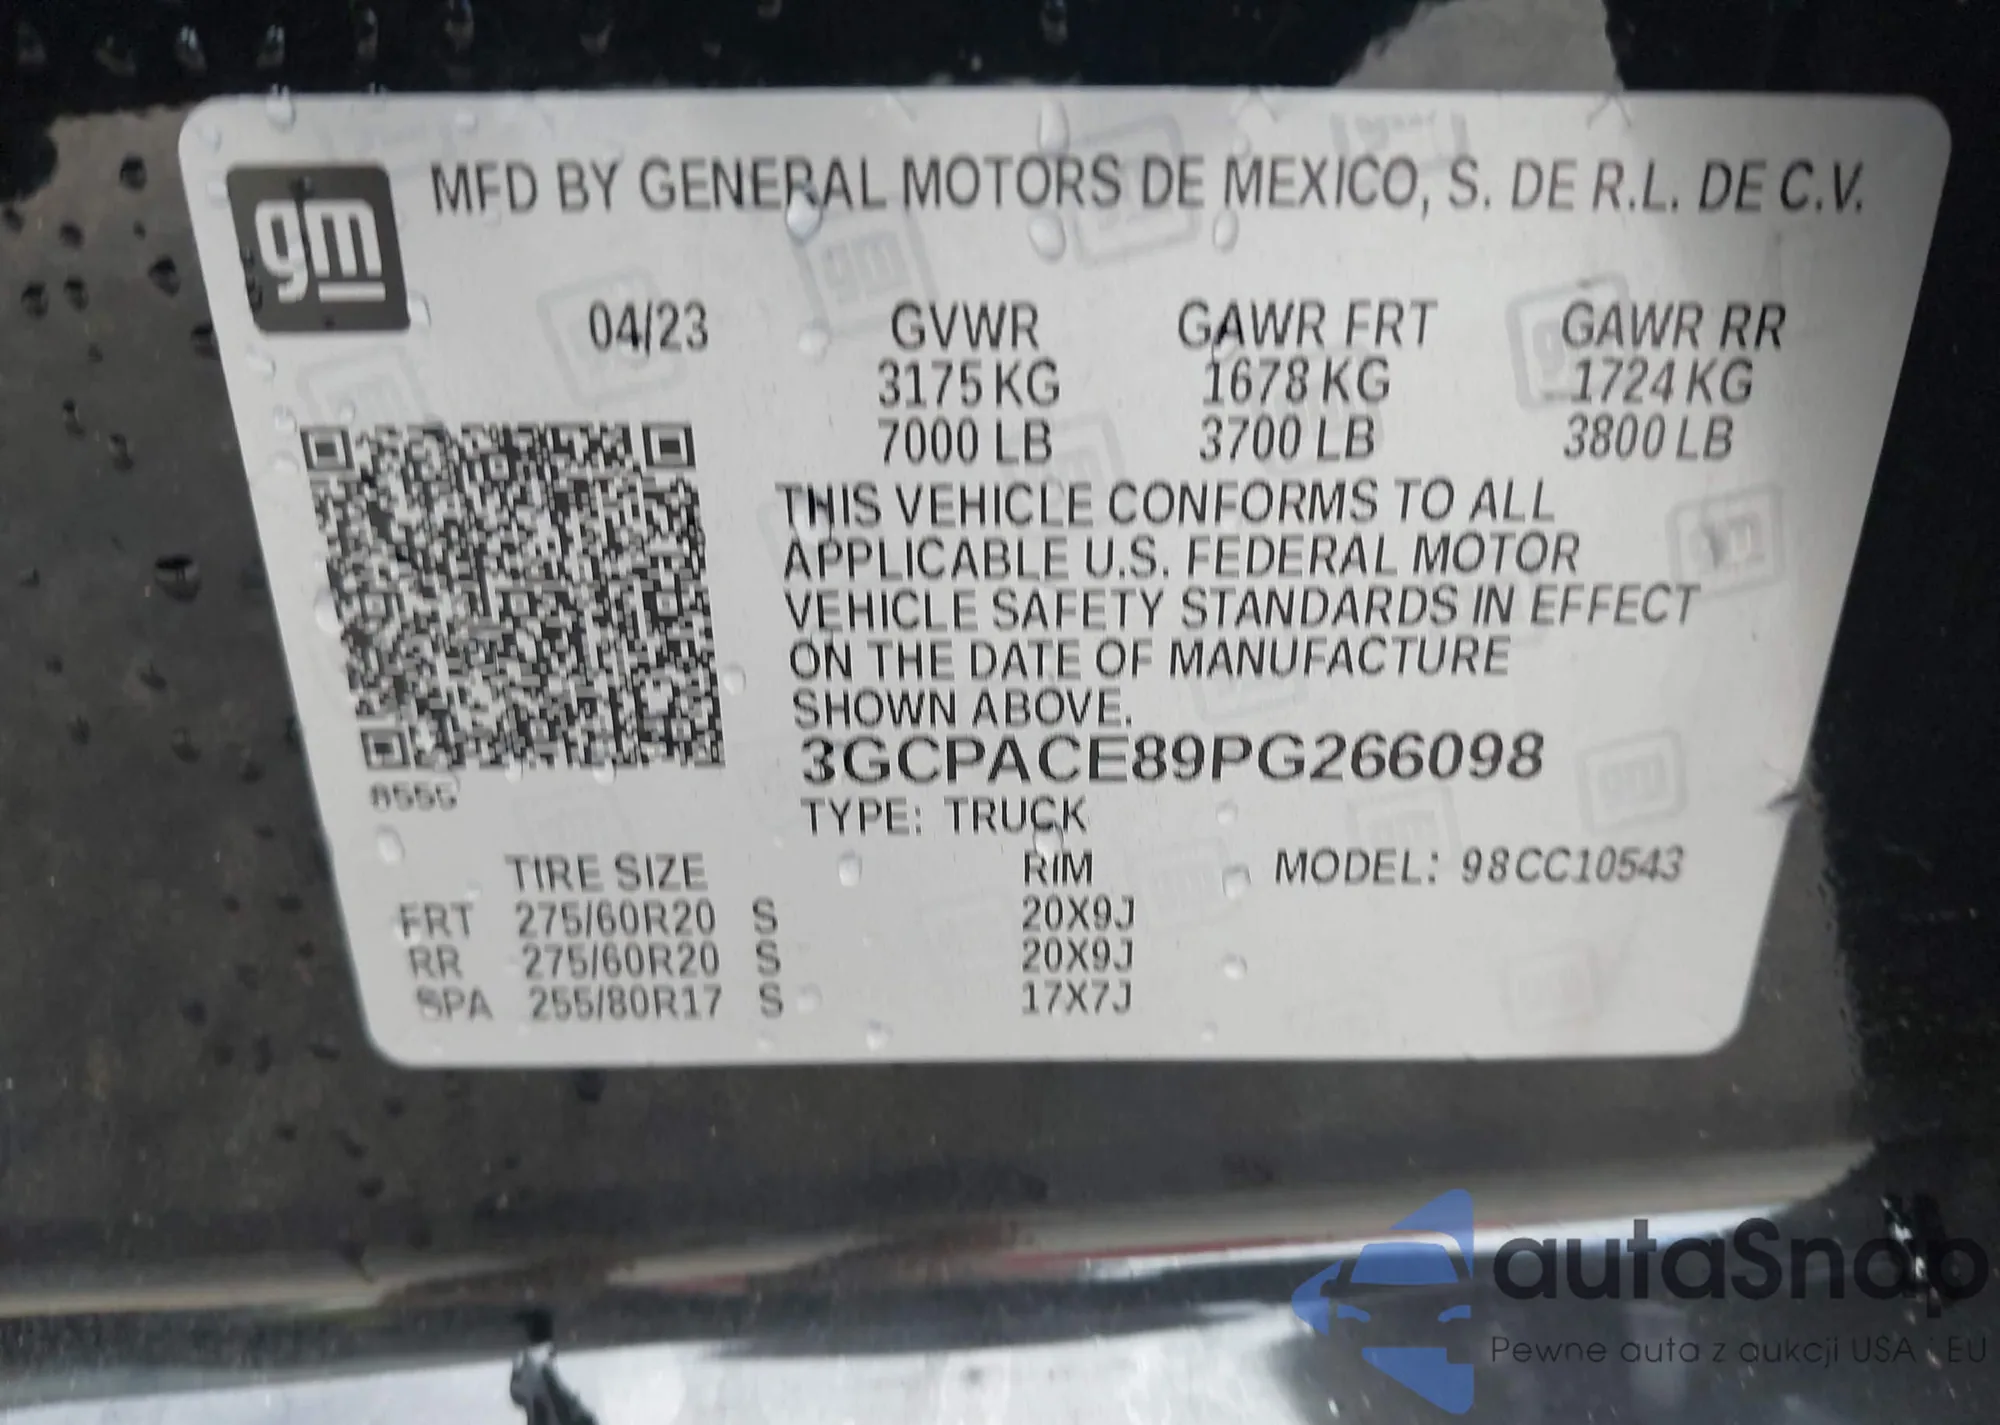 MFD BY GENERAL MOTORS DE MEXICO, S. DE R.L. DE C.V.
gm
04/23 GVWR GAWR FRT GAWR RR
3175 KG 1678 KG 1724 KG
7000 LB 3700 LB 3800 LB
THIS VEHICLE CONFORMS TO ALL
APPLICABLE U.S. FEDERAL MOTOR
VEHICLE SAFETY STANDARDS IN EFFECT
ON THE DATE OF MANUFACTURE
SHOWN ABOVE.
3GCPACE89PG266098
8555
TYPE: TRUCK
TIRE SIZE RIM MODEL: 98CC10543
FRT 275/60R20 S 20X9J
RR 275/60R20 S 20X9J
SPA 255/80R17 S 17X7J
autaSnap
Pewne auta z aukcji USA i EU